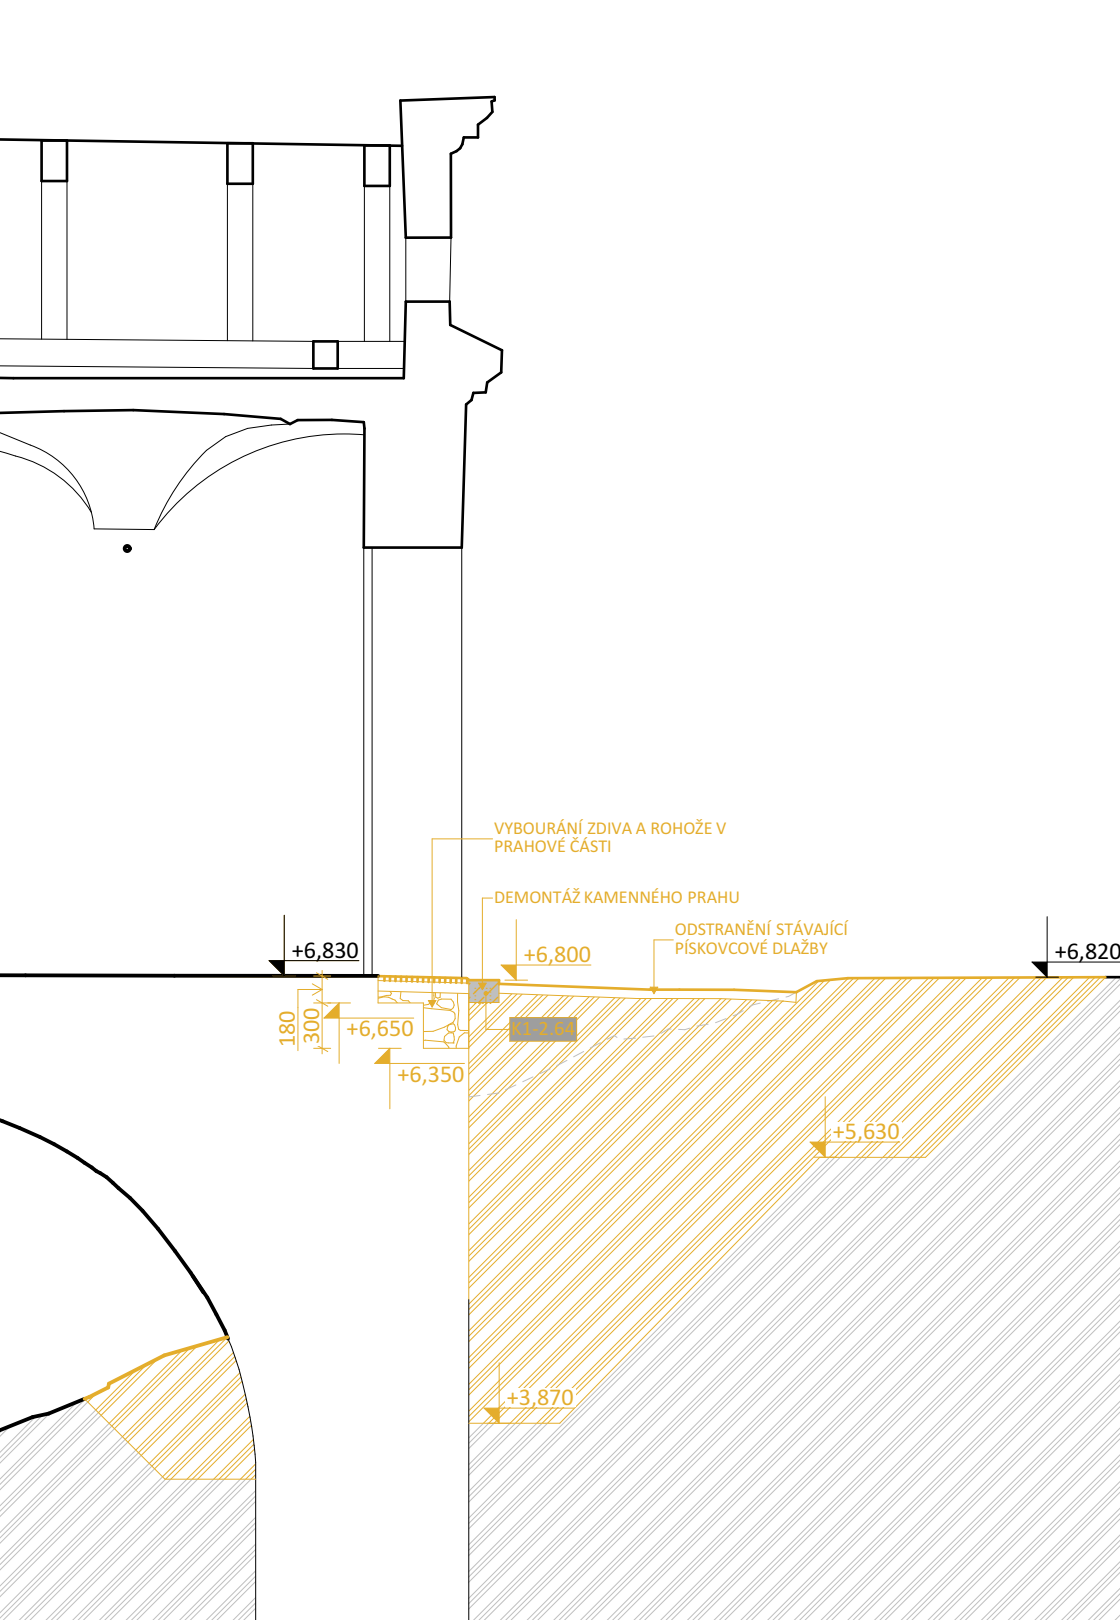 VYBOURÁNÍ ZDIVA A ROHOŽE V
PRAHOVÉ ČÁSTI
DEMONTÁŽ KAMENNÉHO PRAHU
ODSTRANĚNÍ STÁVAJÍCÍ
PÍSKOVCOVÉ DLAŽBY
+6,830
+6,800
+6,820
180
300
+6,650
K1-2.64
+6,350
+5,630
+3,870